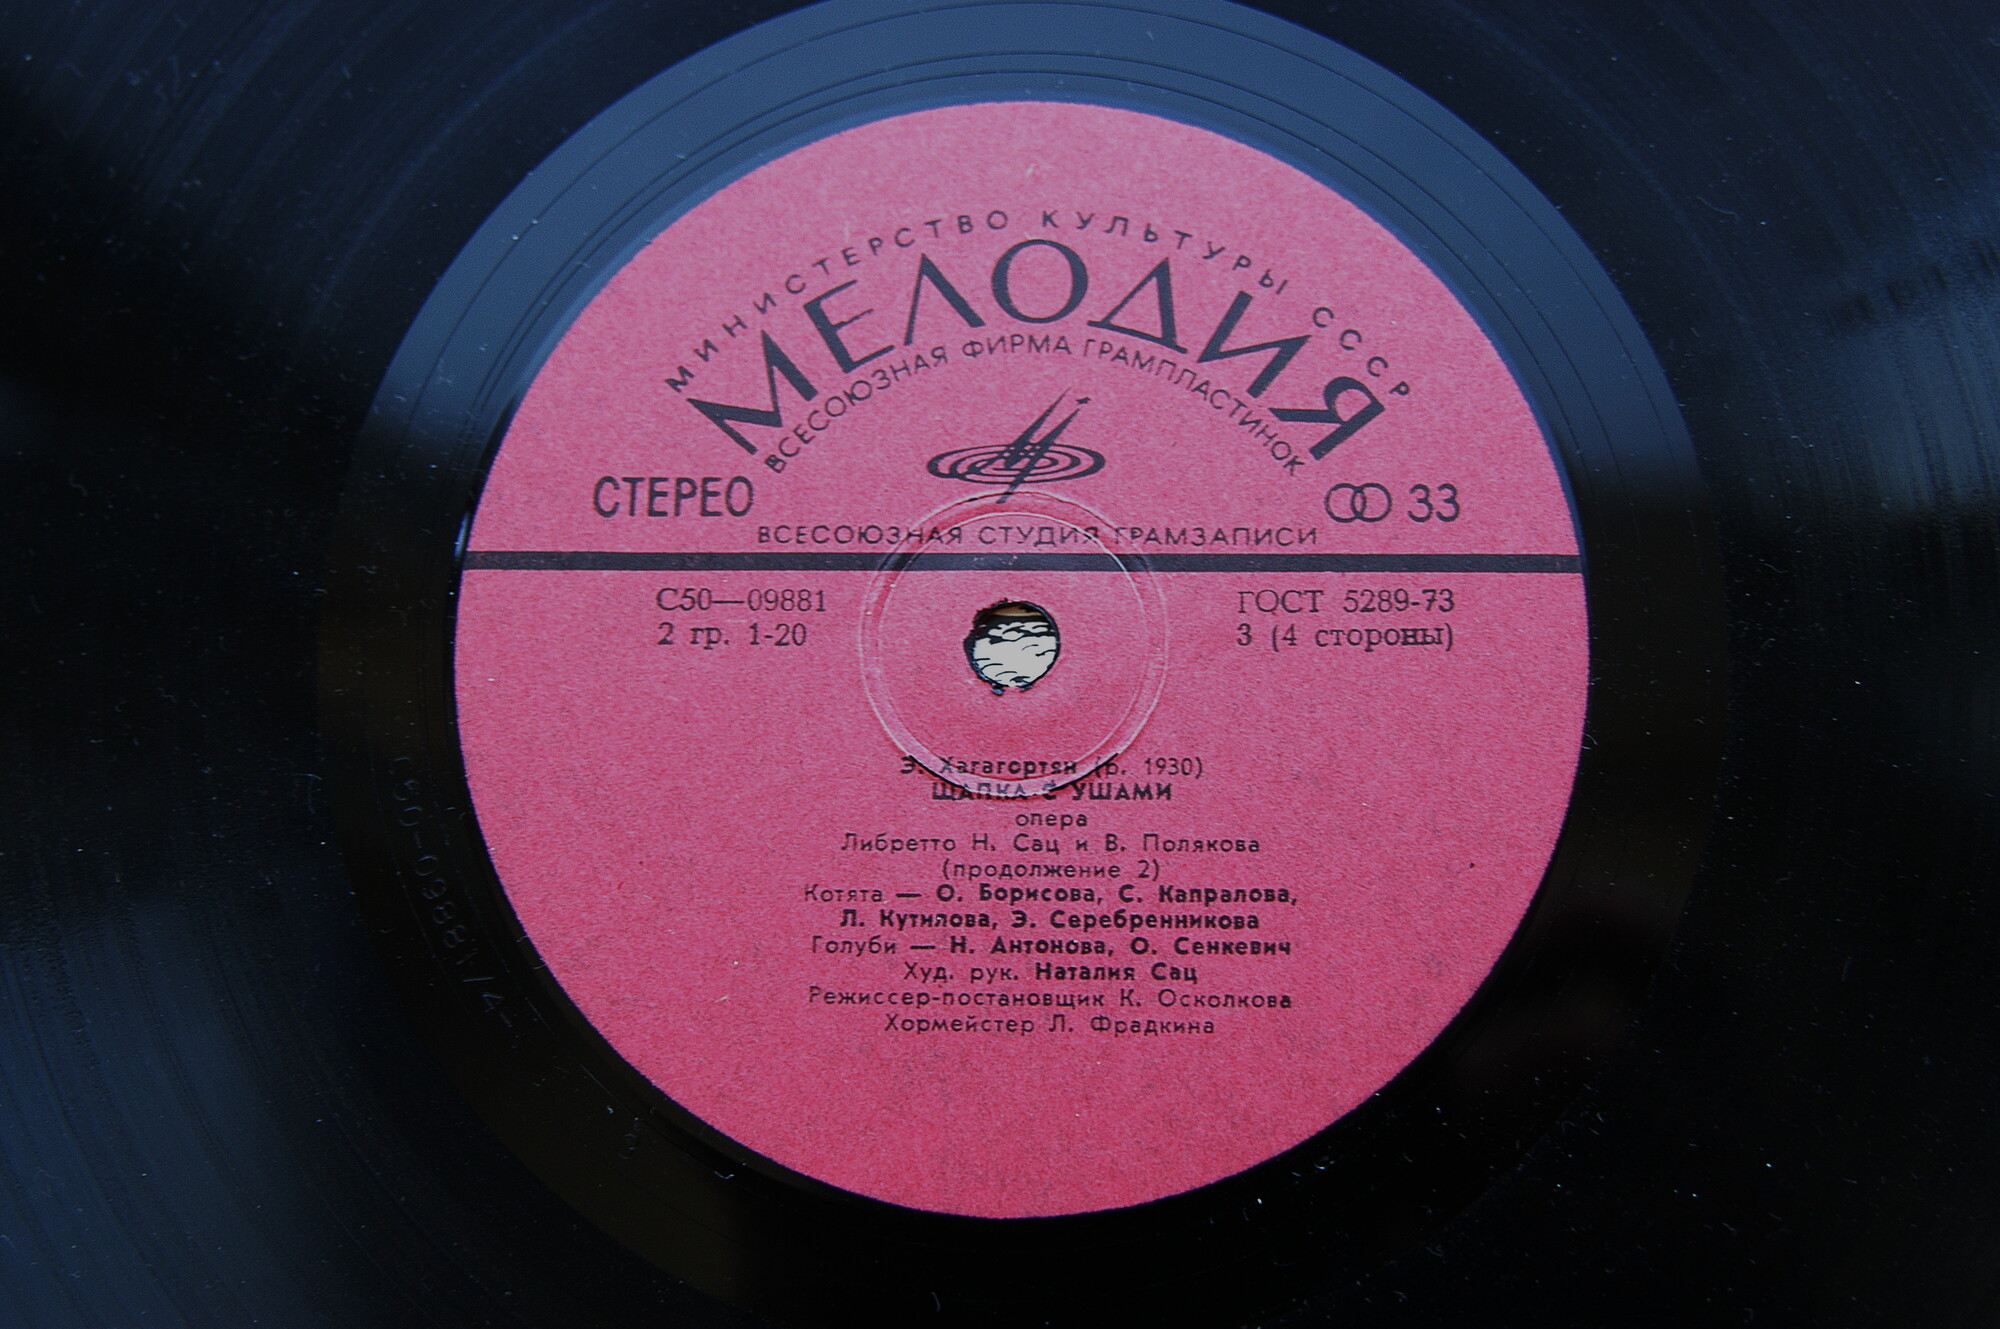 МИНИСТЕРСТВО КУЛЬТУРЫ СССР
МЕЛОДИЯ
ВСЕСОЮЗНАЯ ФИРМА ГРАМПЛАСТИНОК
СТЕРЕО
33
ВСЕСОЮЗНАЯ СТУДИЯ ГРАМЗАПИСИ
С50—09881
2 гр. 1-20
ГОСТ 5289-73
3 (4 стороны)
Э. Хагагортян (р. 1930)
ШАПКА С УШАМИ
опера
Либретто Н. Сац и В. Полякова
(продолжение 2)
Котята — О. Борисова, С. Капралова,
Л. Кутилова, Э. Серебренникова
Голуби — Н. Антонова, О. Сенкевич
Худ. рук. Наталия Сац
Режиссер-постановщик К. Осколкова
Хормейстер Л. Фрадкина